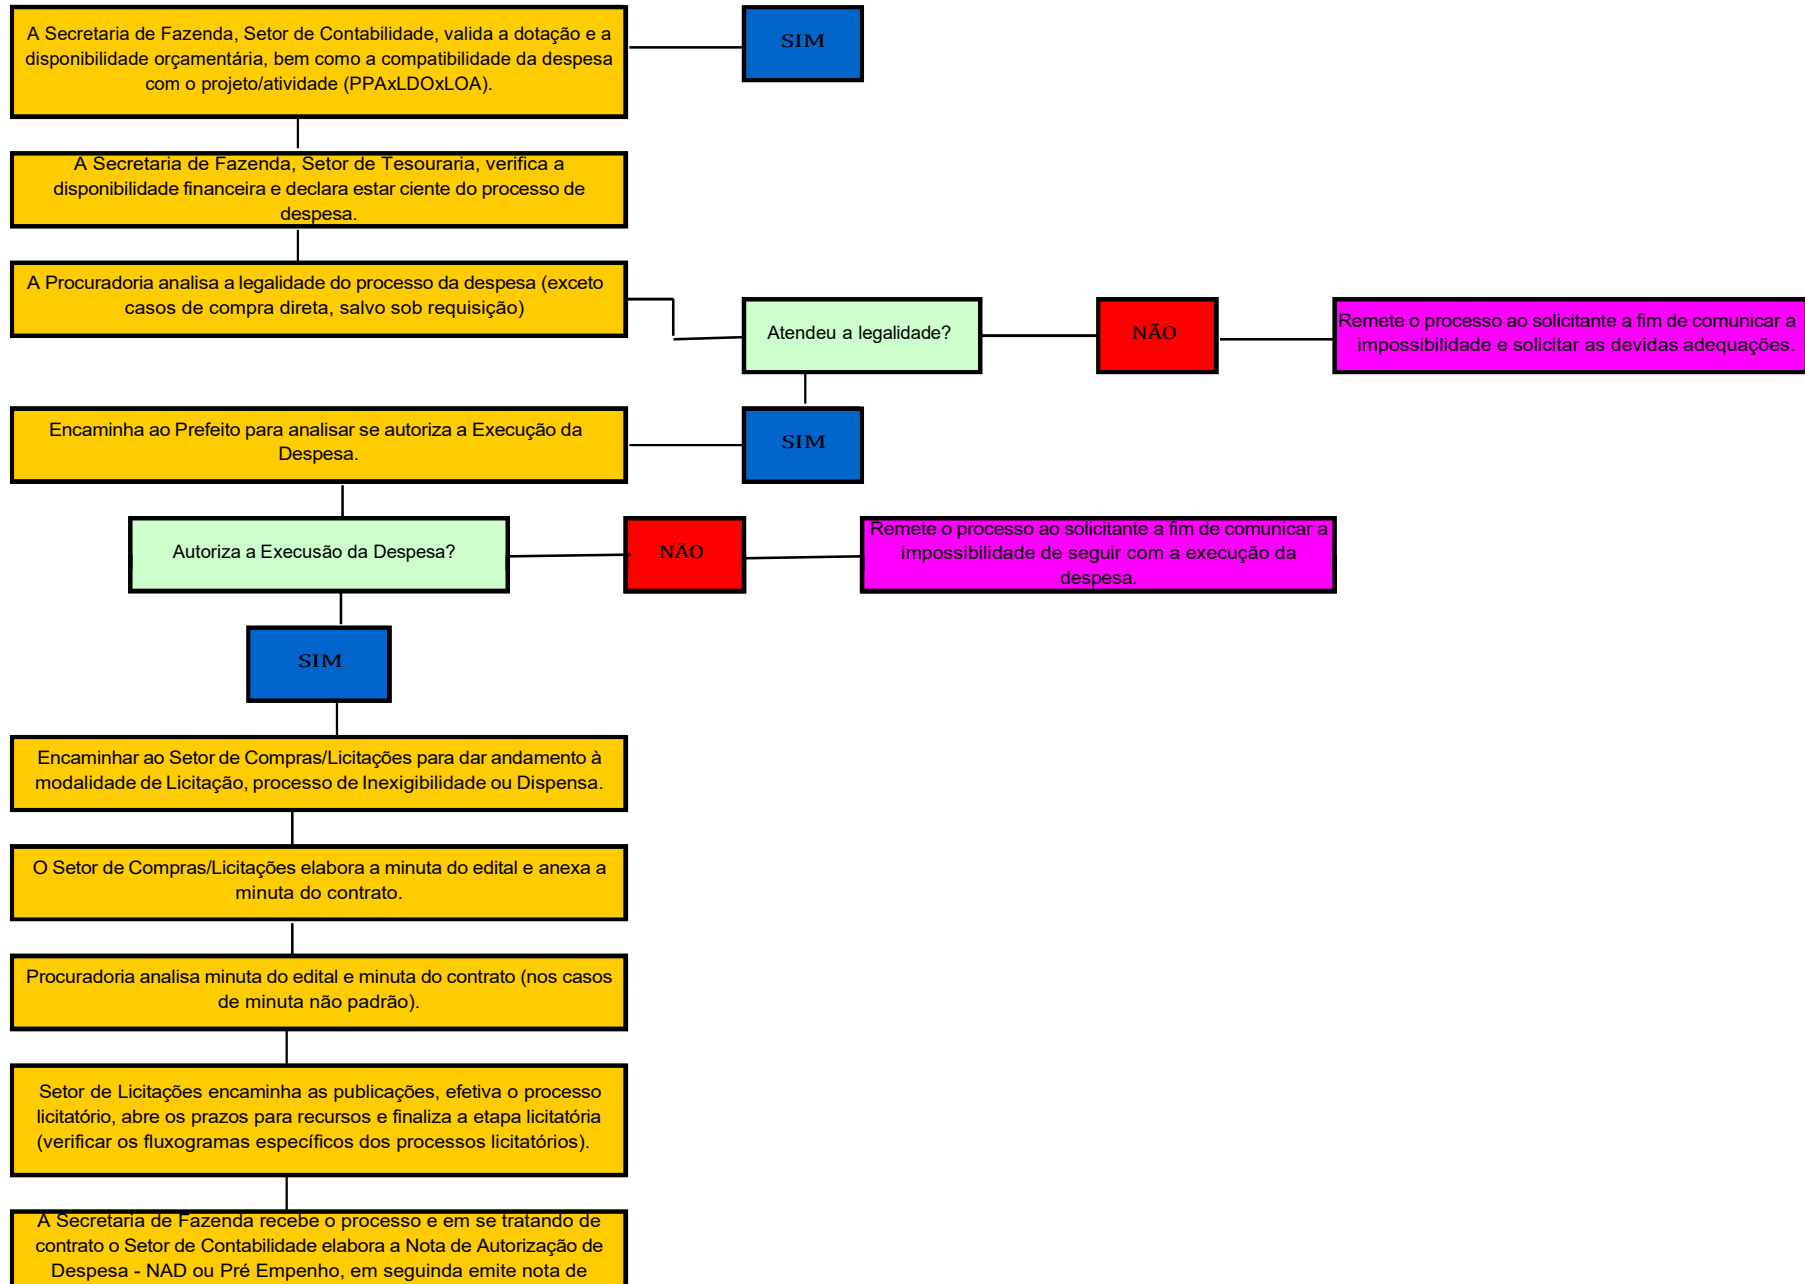 A Secretaria de Fazenda, Setor de Contabilidade, valida a dotação e a
disponibilidade orçamentária, bem como a compatibilidade da despesa
com o projeto/atividade (PPAxLDOxLOA).
SIM
A Secretaria de Fazenda, Setor de Tesouraria, verifica a
disponibilidade financeira e declara estar ciente do processo de
despesa.
A Procuradoria analisa a legalidade do processo da despesa (exceto
casos de compra direta, salvo sob requisição)
Atendeu a legalidade?
NÃO
Remete o processo ao solicitante a fim de comunicar a
impossibilidade e solicitar as devidas adequações.
Encaminha ao Prefeito para analisar se autoriza a Execução da
Despesa.
SIM
Autoriza a Execusão da Despesa?
NÃO
Remete o processo ao solicitante a fim de comunicar a
impossibilidade de seguir com a execução da
despesa.
SIM
Encaminhar ao Setor de Compras/Licitações para dar andamento à
modalidade de Licitação, processo de Inexigibilidade ou Dispensa.
O Setor de Compras/Licitações elabora a minuta do edital e anexa a
minuta do contrato.
Procuradoria analisa minuta do edital e minuta do contrato (nos casos
de minuta não padrão).
Setor de Licitações encaminha as publicações, efetiva o processo
licitatório, abre os prazos para recursos e finaliza a etapa licitatória
(verificar os fluxogramas específicos dos processos licitatórios).
A Secretaria de Fazenda recebe o processo e em se tratando de
contrato o Setor de Contabilidade elabora a Nota de Autorização de
Despesa - NAD ou Pré Empenho, em seguinda emite nota de